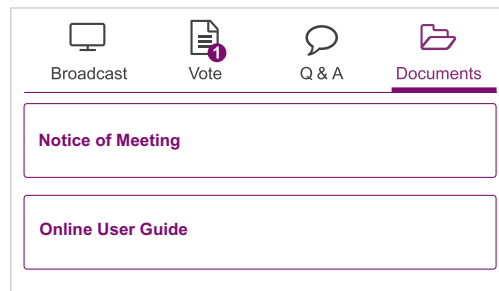 1
Broadcast Vote Q & A Documents
Notice of Meeting
Online User Guide